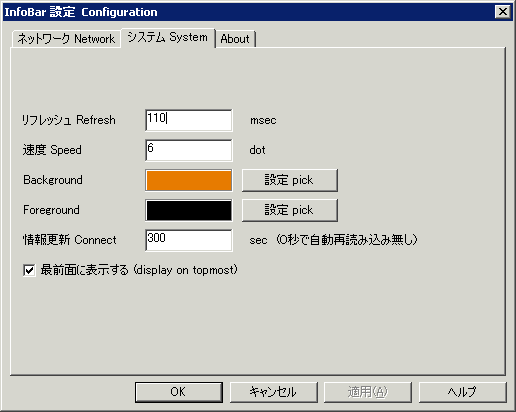 InfoBar 設定 Configuration
ネットワーク Network システム System About
リフレッシュ Refresh 110 msec
速度 Speed 6 dot
Background 設定 pick
Foreground 設定 pick
情報更新 Connect 300 sec (0秒で自動再読み込み無し)
最前面に表示する (display on topmost)
OK キャンセル 適用(A) ヘルプ